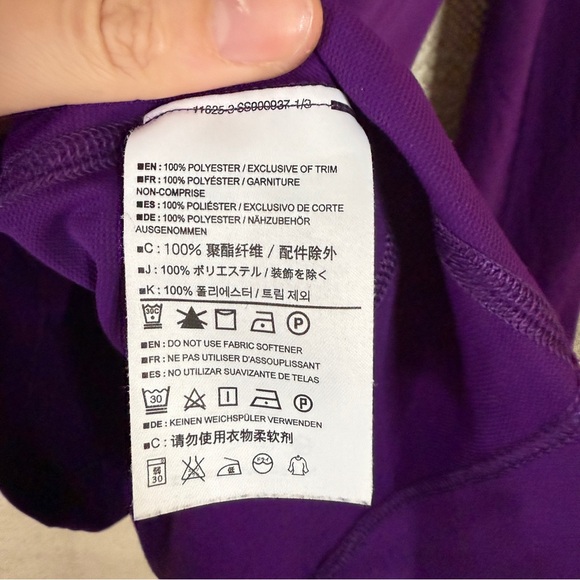 11625-3 SS900937 1/3
EN : 100% POLYESTER / EXCLUSIVE OF TRIM
FR : 100% POLYESTER / GARNITURE
NON-COMPRISE
ES : 100% POLIÉSTER / EXCLUSIVO DE CORTE
DE : 100% POLYESTER / NÄHZUBEHÖR
AUSGENOMMEN
C : 100% 聚酯纤维 / 配件除外
J : 100% ポリエステル / 装飾を除く
K : 100% 폴리에스터 / 트림 제외
30C P
EN : DO NOT USE FABRIC SOFTENER
FR : NE PAS UTILISER D'ASSOUPLISSANT
ES : NO UTILIZAR SUAVIZANTE DE TELAS
30 P
DE : KEINEN WEICHSPÜLER VERWENDEN
C : 请勿使用衣物柔软剂
弱 30 低